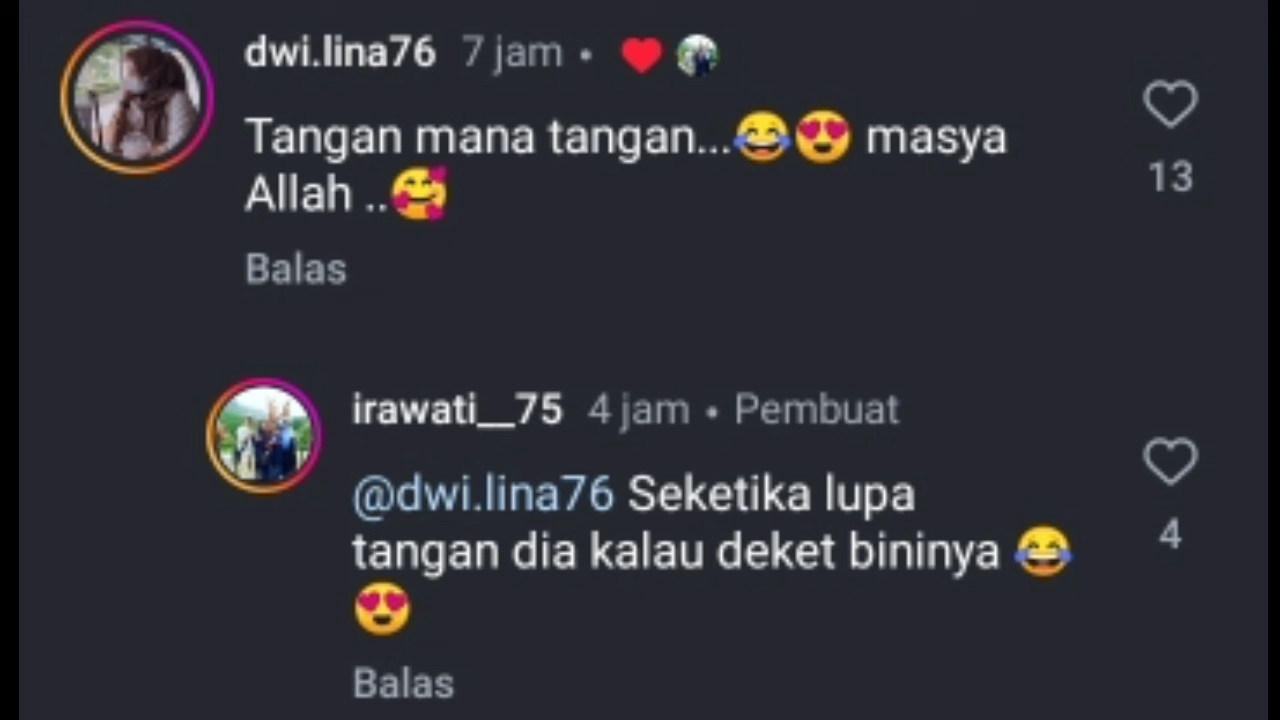 dwi.lina76 7 jam • ❤️
Tangan mana tangan...😂😍 masya
Allah ..🥰
Balas
13
irawati__75 4 jam • Pembuat
@dwi.lina76 Seketika lupa
tangan dia kalau deket bininya 😂
😍
Balas
4